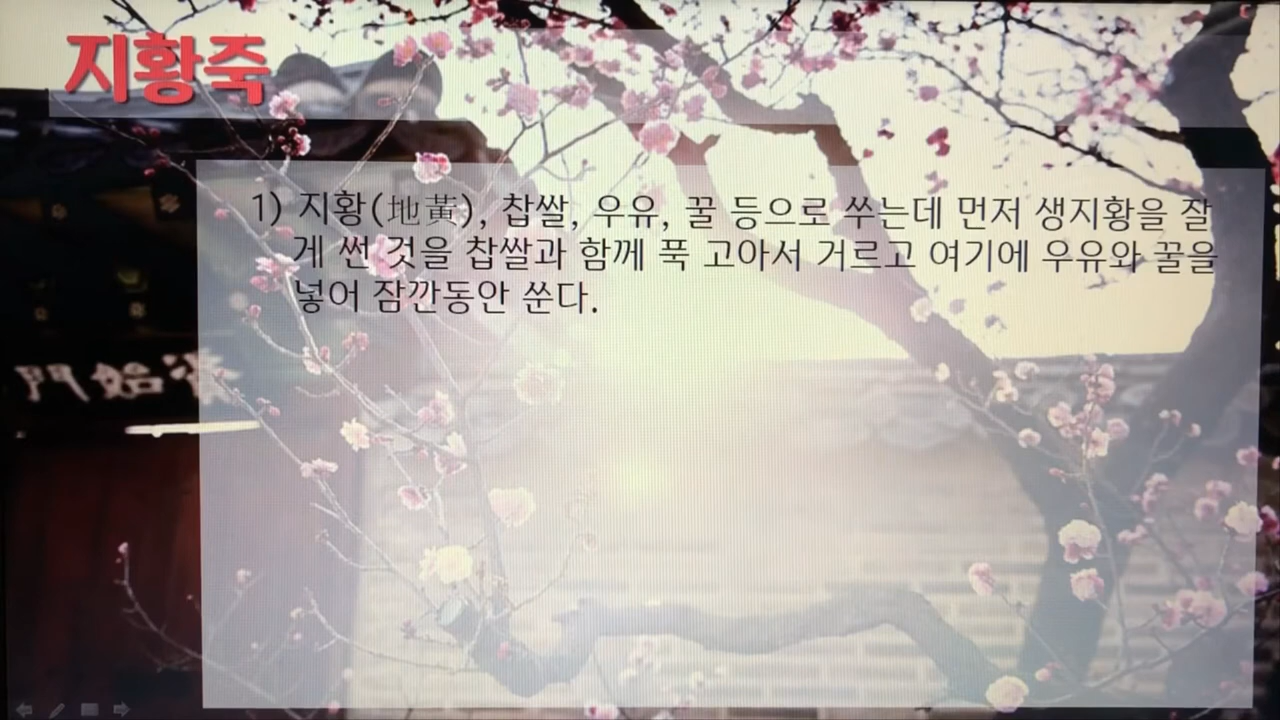 지황죽
1) 지황(地黃), 찹쌀, 우유, 꿀 등으로 쑤는데 먼저 생지황을 잘
게 썬 것을 찹쌀과 함께 푹 고아서 거르고 여기에 우유와 꿀을
넣어 잠깐동안 쑨다.